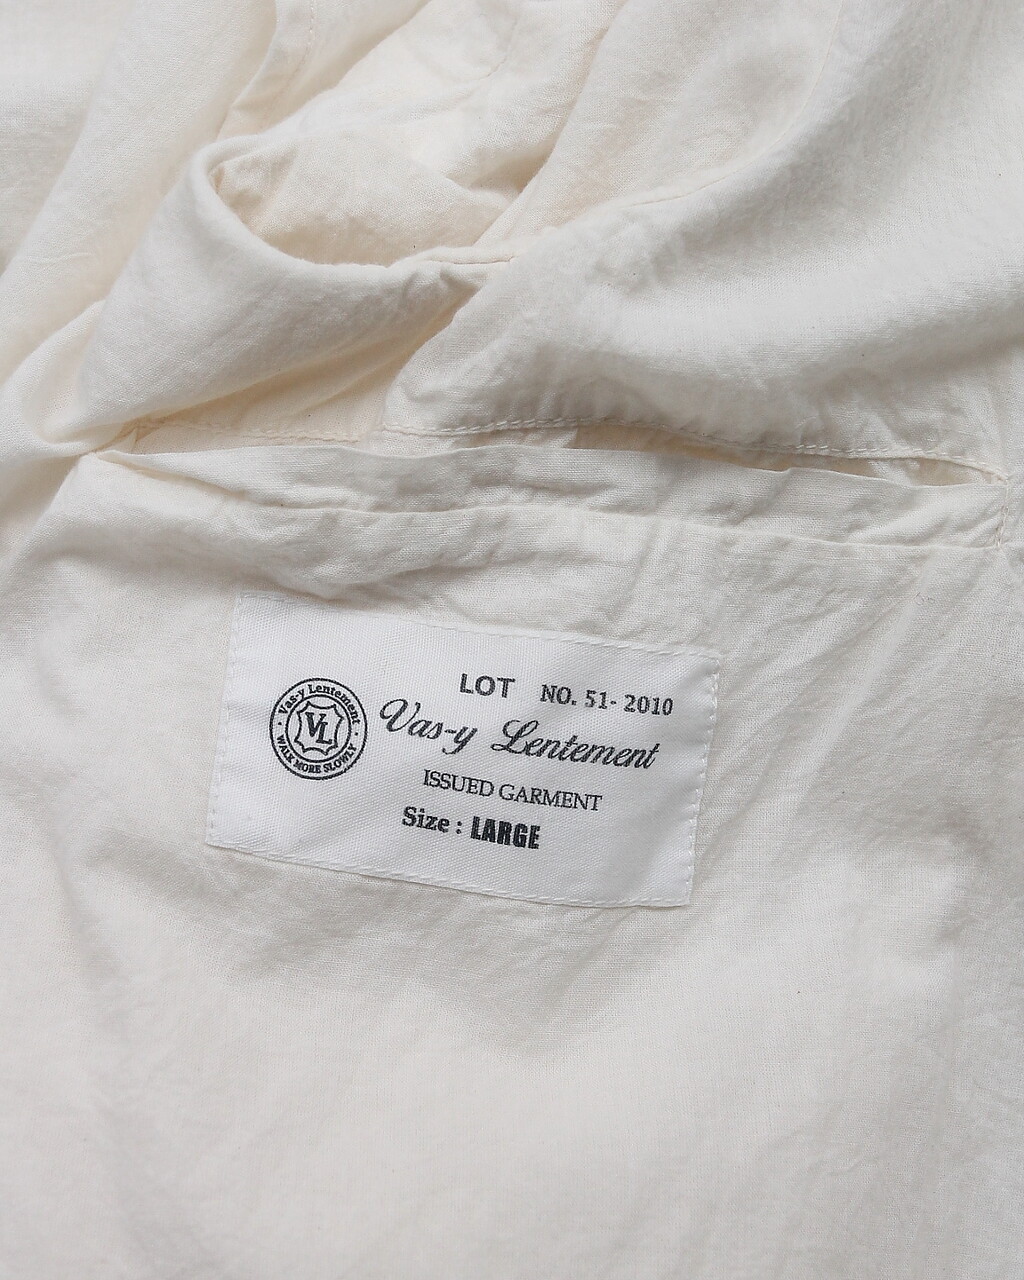 LOT NO. 51- 2010
Vas-y Lentement
VL
WALK MORE SLOWLY
Vas-y Lentement
ISSUED GARMENT
Size : LARGE